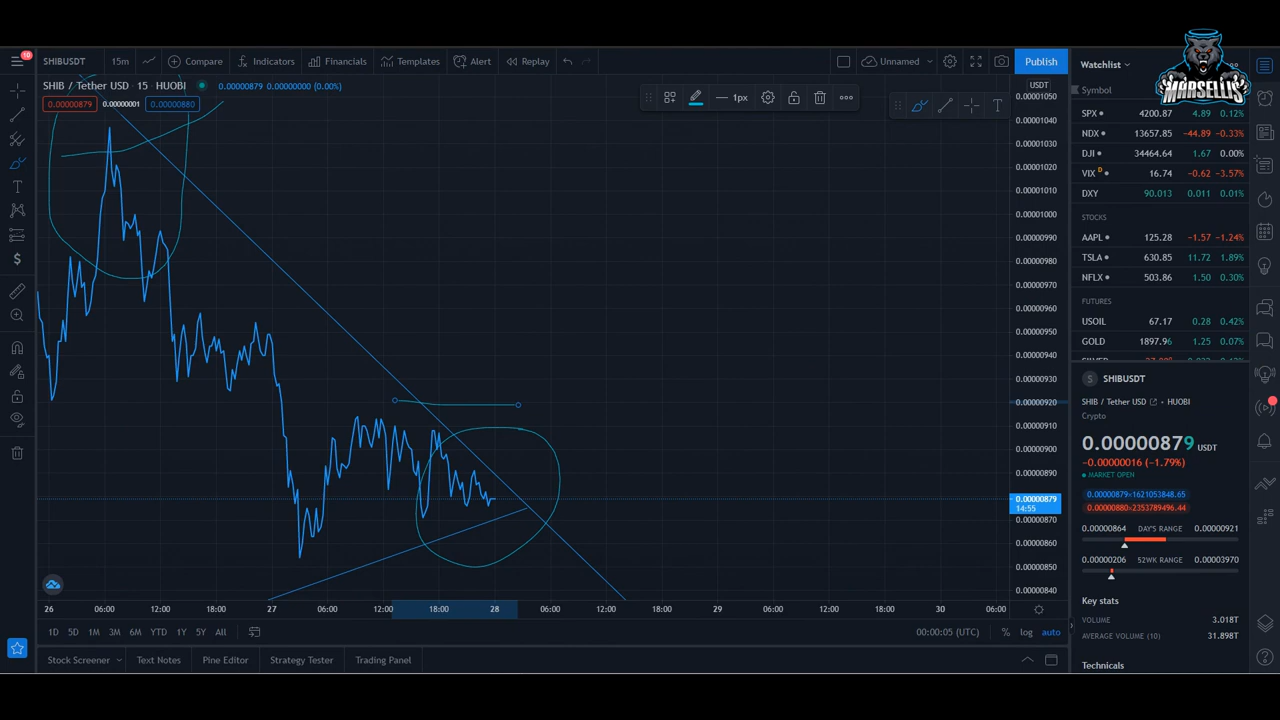 10
SHIBUSDT 15m Compare Indicators Financials Templates Alert Replay Unnamed Publish
MARSELLIS
SHIB / Tether USD 15 HUOBI 0.00000879 0.00000000 (0.00%)
0.00000879 0.00000001 0.00000880
1px
T
T
USDT
0.00001050
0.00001040
0.00001030
0.00001020
0.00001010
0.00001000
0.00000990
0.00000980
0.00000970
0.00000960
0.00000950
0.00000940
0.00000930
0.00000920
0.00000910
0.00000900
0.00000890
0.00000879
14:55
0.00000870
0.00000860
0.00000850
0.00000840
26 06:00 12:00 18:00 27 06:00 12:00 18:00 28 06:00 12:00 18:00 29 06:00 12:00 18:00 30 06:00
1D 5D 1M 3M 6M YTD 1Y 5Y All 00:00:05 (UTC) % log auto
Stock Screener Text Notes Pine Editor Strategy Tester Trading Panel
Watchlist
Symbol
SPX 4200.87 4.89 0.12%
NDX 13657.85 −44.89 −0.33%
DJI 34464.64 1.67 0.00%
VIX D 16.74 −0.62 −3.57%
DXY 90.013 0.011 0.01%
STOCKS
AAPL 125.28 −1.57 −1.24%
TSLA 630.85 11.72 1.89%
NFLX 503.86 1.50 0.30%
FUTURES
USOIL 67.17 0.28 0.42%
GOLD 1897.96 1.25 0.07%
SHIBUSDT
SHIB / Tether USD • HUOBI
Crypto
0.00000879 USDT
−0.00000016 (−1.79%)
MARKET OPEN
0.00000879×1621053848.65
0.00000880×2353789496.44
0.00000864 DAY'S RANGE 0.00000921
0.00000206 52WK RANGE 0.00003970
Key stats
VOLUME 3.018T
AVERAGE VOLUME (10) 31.898T
Technicals